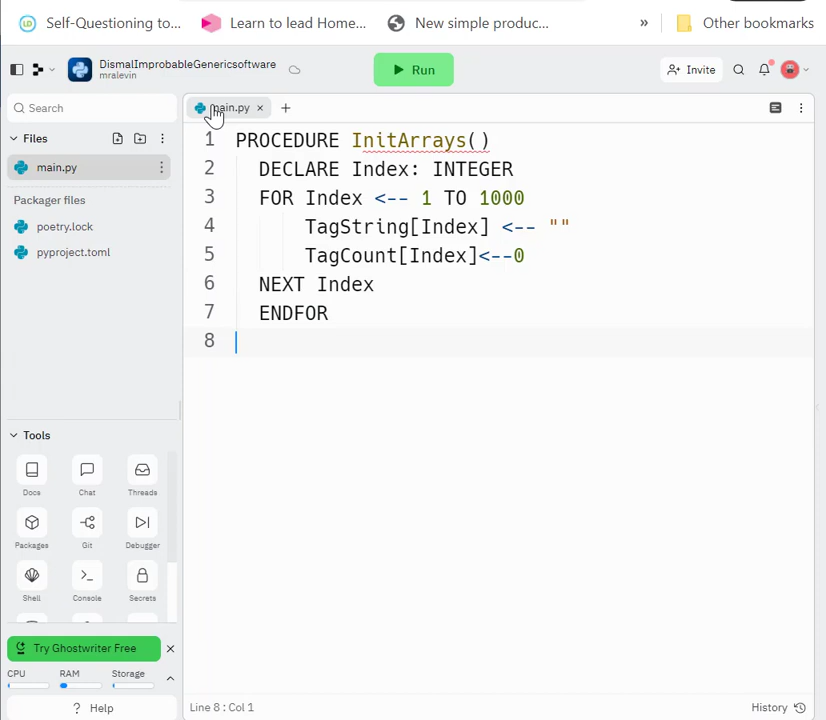 Self-Questioning to...
Learn to lead Home...
New simple produc...
»
Other bookmarks
DismalImprobableGenericsoftware
mralevin
Run
Invite
Search
main.py
Files
main.py
Packager files
poetry.lock
pyproject.toml
1 PROCEDURE InitArrays()
2 DECLARE Index: INTEGER
3 FOR Index <-- 1 TO 1000
4 TagString[Index] <-- ""
5 TagCount[Index]<--0
6 NEXT Index
7 ENDFOR
8
Tools
Docs Chat Threads
Packages Git Debugger
Shell Console Secrets
Try Ghostwriter Free
CPU RAM Storage
? Help
Line 8 : Col 1
History